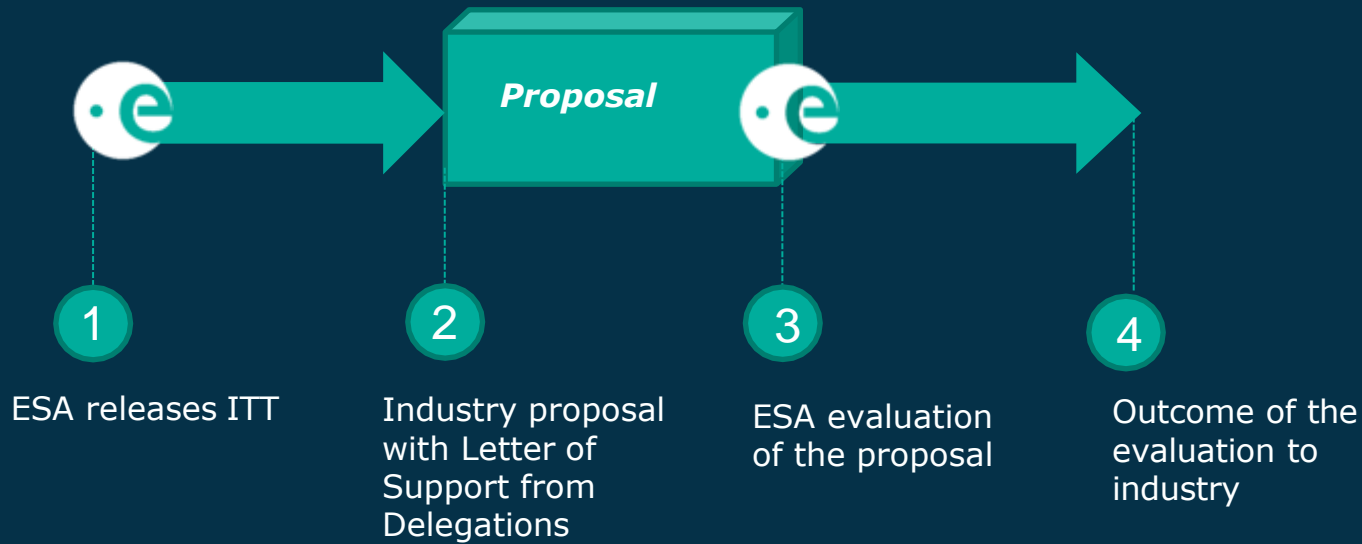 Proposal
1
ESA releases ITT
2
Industry proposal
with Letter of
Support from
Delegations
3
ESA evaluation
of the proposal
4
Outcome of the
evaluation to
industry